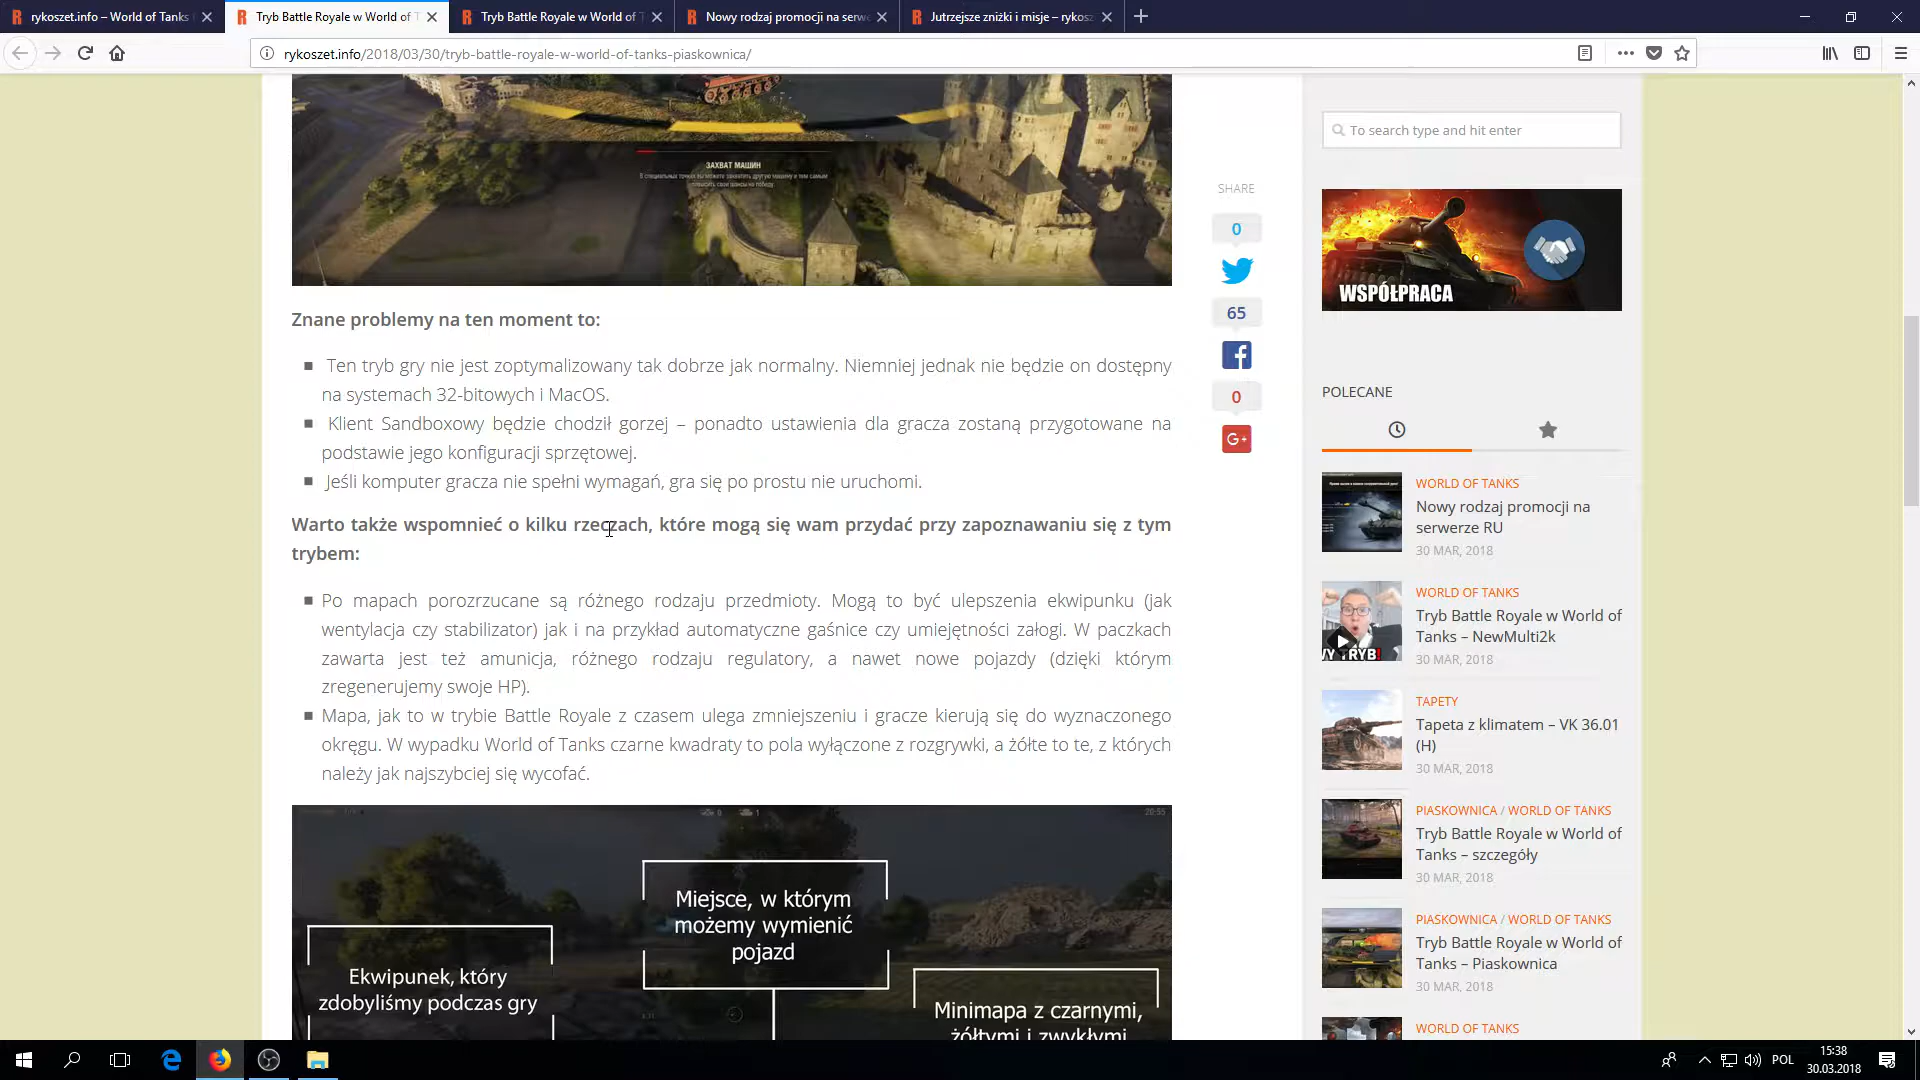 rykoszet.info – World of Tanks
Tryb Battle Royale w World of T
Tryb Battle Royale w World of T
Nowy rodzaj promocji na serwe
Jutrzejsze zniżki i misje – rykosz
rykoszet.info/2018/03/30/tryb-battle-royale-w-world-of-tanks-piaskownica/
ЗАХВАТ МАШИН
Znane problemy na ten moment to:
Ten tryb gry nie jest zoptymalizowany tak dobrze jak normalny. Niemniej jednak nie będzie on dostępny
na systemach 32-bitowych i MacOS.
Klient Sandboxowy będzie chodził gorzej – ponadto ustawienia dla gracza zostaną przygotowane na
podstawie jego konfiguracji sprzętowej.
Jeśli komputer gracza nie spełni wymagań, gra się po prostu nie uruchomi.
Warto także wspomnieć o kilku rzeczach, które mogą się wam przydać przy zapoznawaniu się z tym
trybem:
Po mapach porozrzucane są różnego rodzaju przedmioty. Mogą to być ulepszenia ekwipunku (jak
wentylacja czy stabilizator) jak i na przykład automatyczne gaśnice czy umiejętności załogi. W paczkach
zawarta jest też amunicja, różnego rodzaju regulatory, a nawet nowe pojazdy (dzięki którym
zregenerujemy swoje HP).
Mapa, jak to w trybie Battle Royale z czasem ulega zmniejszeniu i gracze kierują się do wyznaczonego
okręgu. W wypadku World of Tanks czarne kwadraty to pola wyłączone z rozgrywki, a żółte to te, z których
należy jak najszybciej się wycofać.
20:55
Miejsce, w którym
możemy wymienić
pojazd
Ekwipunek, który
zdobyliśmy podczas gry
Minimapa z czarnymi,
żółtymi i zwykłymi
SHARE
0
65
0
G+
To search type and hit enter
WSPÓŁPRACA
POLECANE
WORLD OF TANKS
Nowy rodzaj promocji na
serwerze RU
30 MAR, 2018
WORLD OF TANKS
Tryb Battle Royale w World of
Tanks – NewMulti2k
30 MAR, 2018
WY TRYB!
TAPETY
Tapeta z klimatem – VK 36.01
(H)
30 MAR, 2018
PIASKOWNICA / WORLD OF TANKS
Tryb Battle Royale w World of
Tanks – szczegóły
30 MAR, 2018
PIASKOWNICA / WORLD OF TANKS
Tryb Battle Royale w World of
Tanks – Piaskownica
30 MAR, 2018
WORLD OF TANKS
POL
15:38
30.03.2018